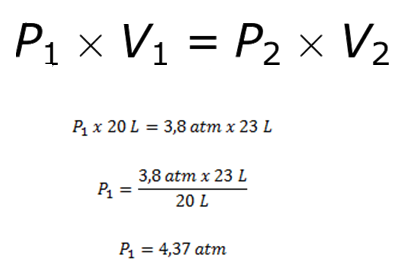 P₁ × V₁ = P₂ × V₂
P₁ x 20 L = 3,8 atm x 23 L
P₁ = 3,8 atm x 23 L / 20 L
P₁ = 4,37 atm